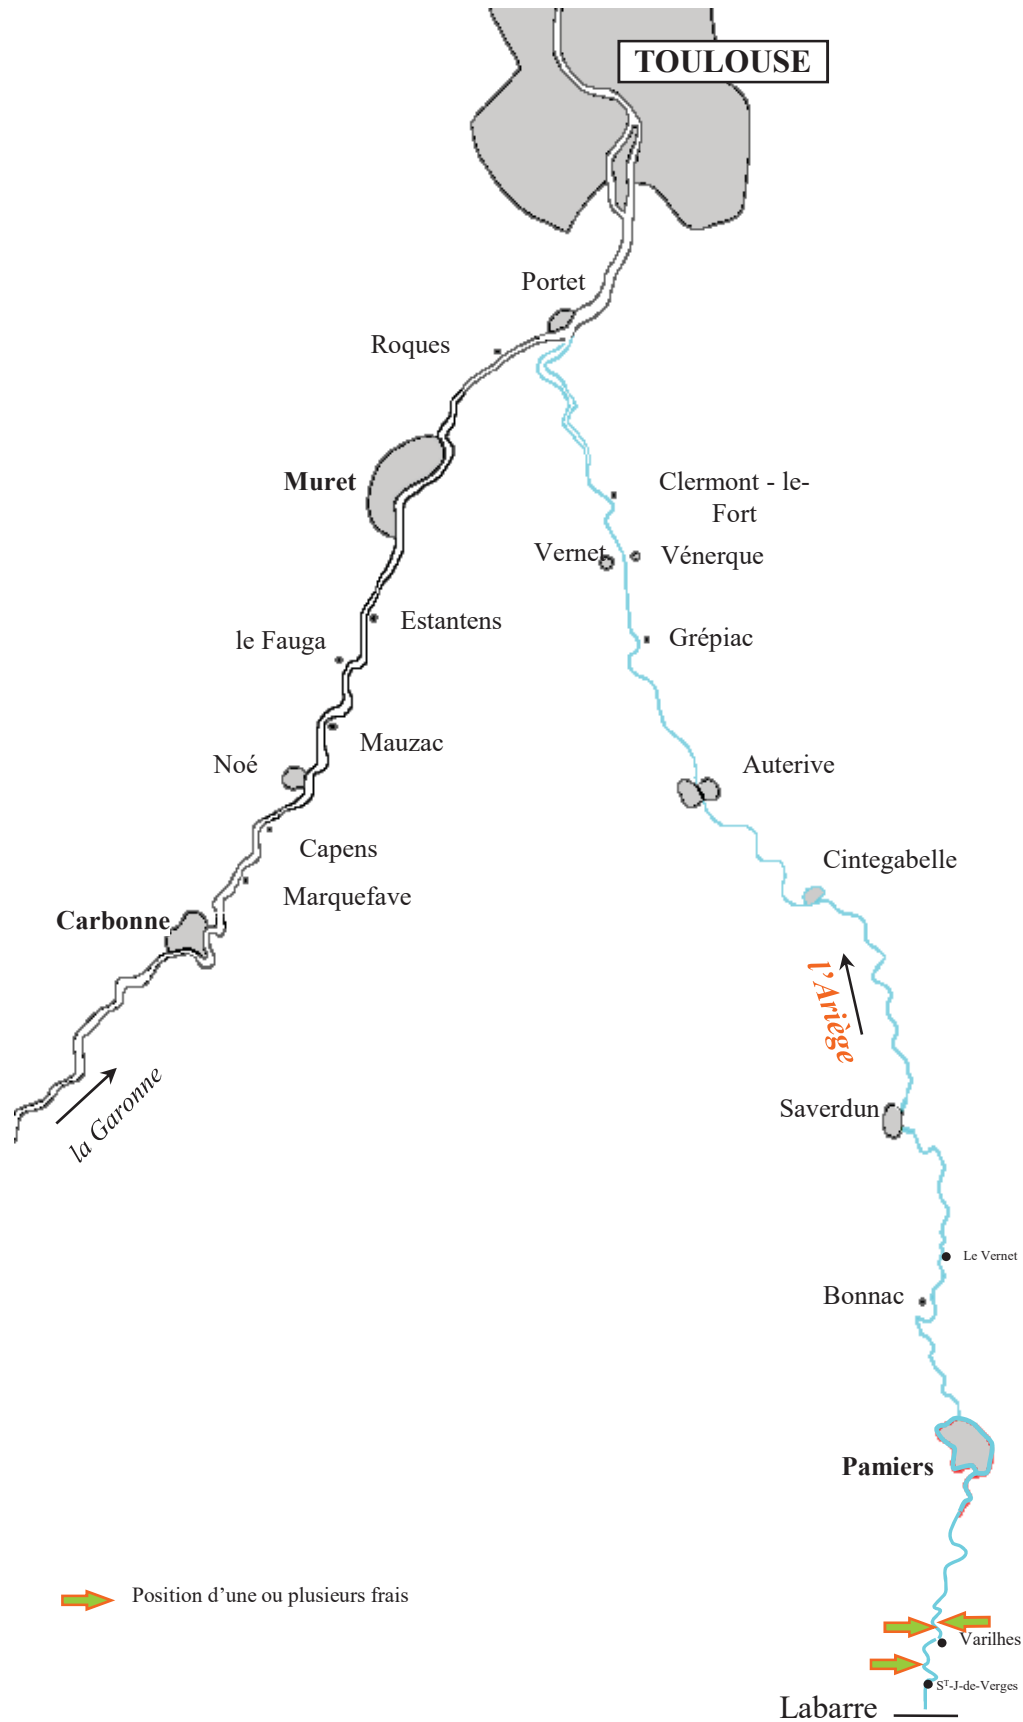 TOULOUSE
Portet
Roques
Muret
Clermont - le-
Fort
Vernet
Vénerque
Estantens
le Fauga
Grépiac
Mauzac
Noé
Auterive
Capens
Cintegabelle
Marquefave
Carbonne
l'Ariège
la Garonne
Saverdun
Le Vernet
Bonnac
Pamiers
Position d'une ou plusieurs frais
Varilhes
Sᵀ-J-de-Verges
Labarre